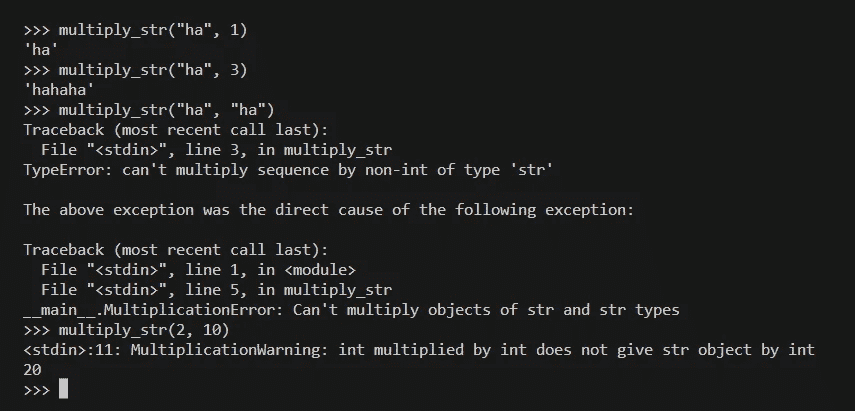 >>> multiply_str("ha", 1)
'ha'
>>> multiply_str("ha", 3)
'hahaha'
>>> multiply_str("ha", "ha")
Traceback (most recent call last):
  File "<stdin>", line 3, in multiply_str
TypeError: can't multiply sequence by non-int of type 'str'

The above exception was the direct cause of the following exception:

Traceback (most recent call last):
  File "<stdin>", line 1, in <module>
  File "<stdin>", line 5, in multiply_str
__main__.MultiplicationError: Can't multiply objects of str and str types
>>> multiply_str(2, 10)
<stdin>:11: MultiplicationWarning: int multiplied by int does not give str object by int
20
>>>